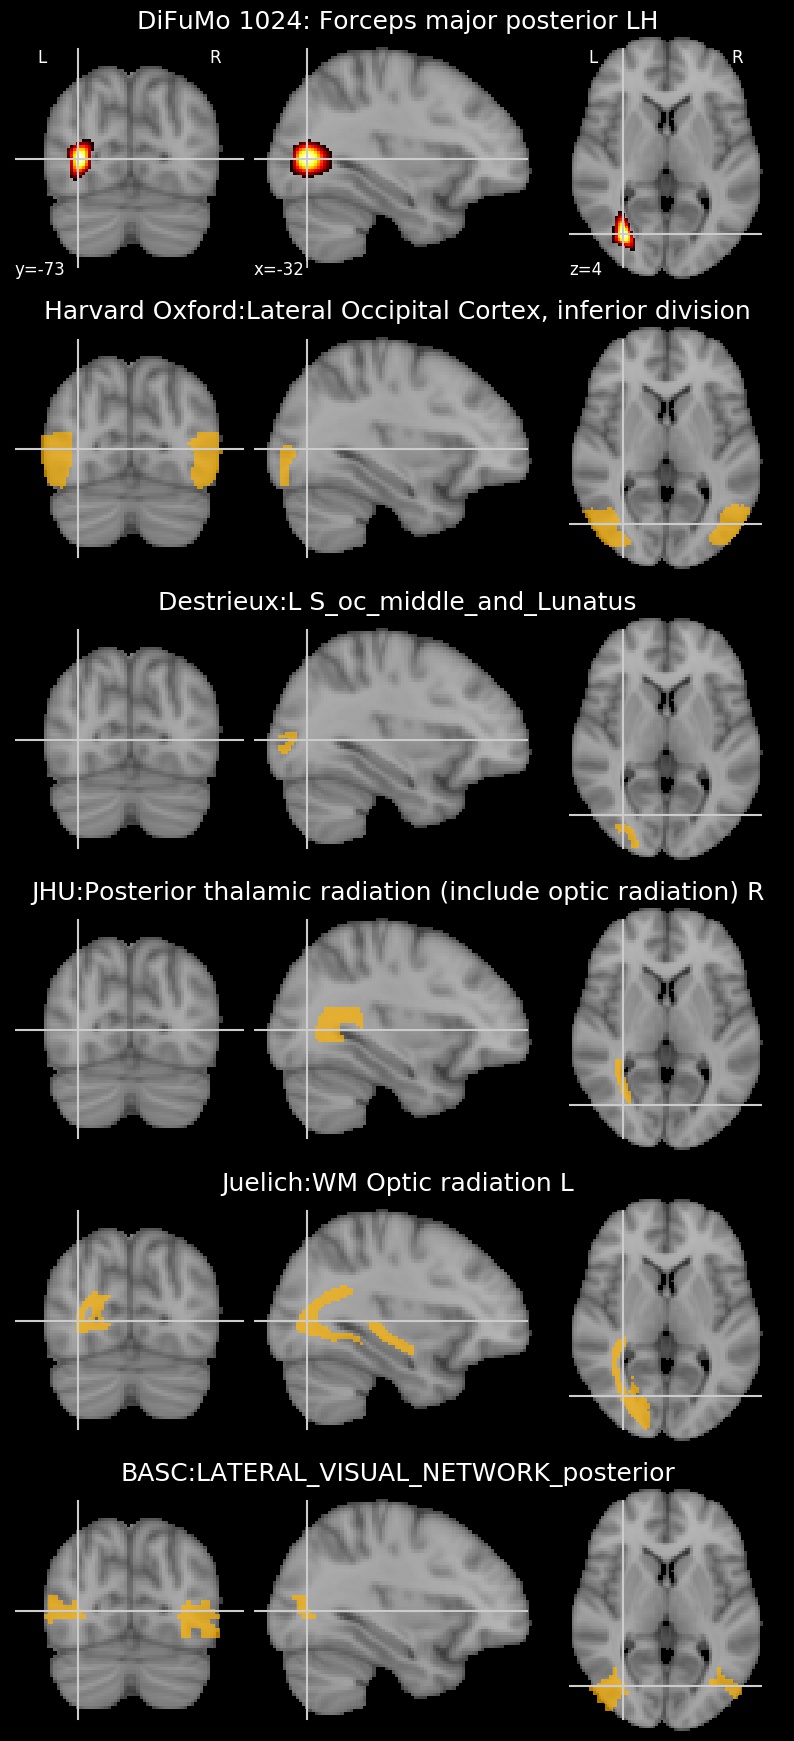 DiFuMo 1024: Forceps major posterior LH
L R L R
y=-73 x=-32 z=4
Harvard Oxford:Lateral Occipital Cortex, inferior division
Destrieux:L S_oc_middle_and_Lunatus
JHU:Posterior thalamic radiation (include optic radiation) R
Juelich:WM Optic radiation L
BASC:LATERAL_VISUAL_NETWORK_posterior